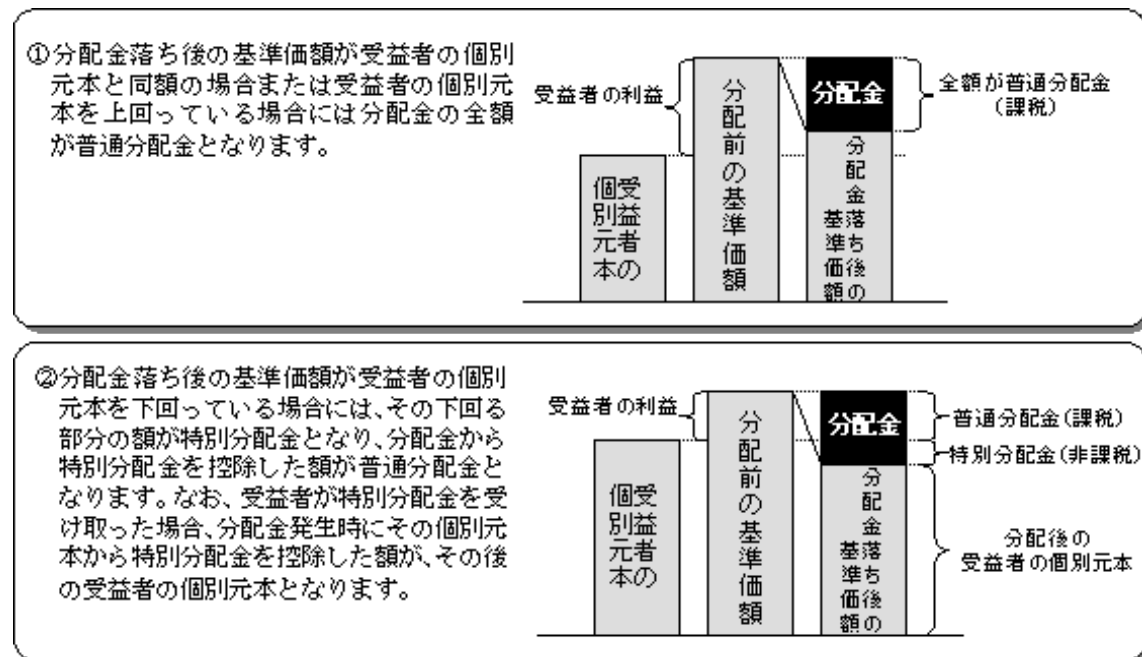 ①分配金落ち後の基準価額が受益者の個別
元本と同額の場合または受益者の個別元
本を上回っている場合には分配金の全額
が普通分配金となります。
受益者の利益
受益者の
個別元本
分配前の基準価額
分配金
分配金落ち後の
基準価額
全額が普通分配金
(課税)
②分配金落ち後の基準価額が受益者の個別
元本を下回っている場合には、その下回る
部分の額が特別分配金となり、分配金から
特別分配金を控除した額が普通分配金と
なります。なお、受益者が特別分配金を受
け取った場合、分配金発生時にその個別元
本から特別分配金を控除した額が、その後
の受益者の個別元本となります。
受益者の利益
受益者の
個別元本
分配前の基準価額
分配金
分配金落ち後の
基準価額
普通分配金(課税)
特別分配金(非課税)
分配後の
受益者の個別元本